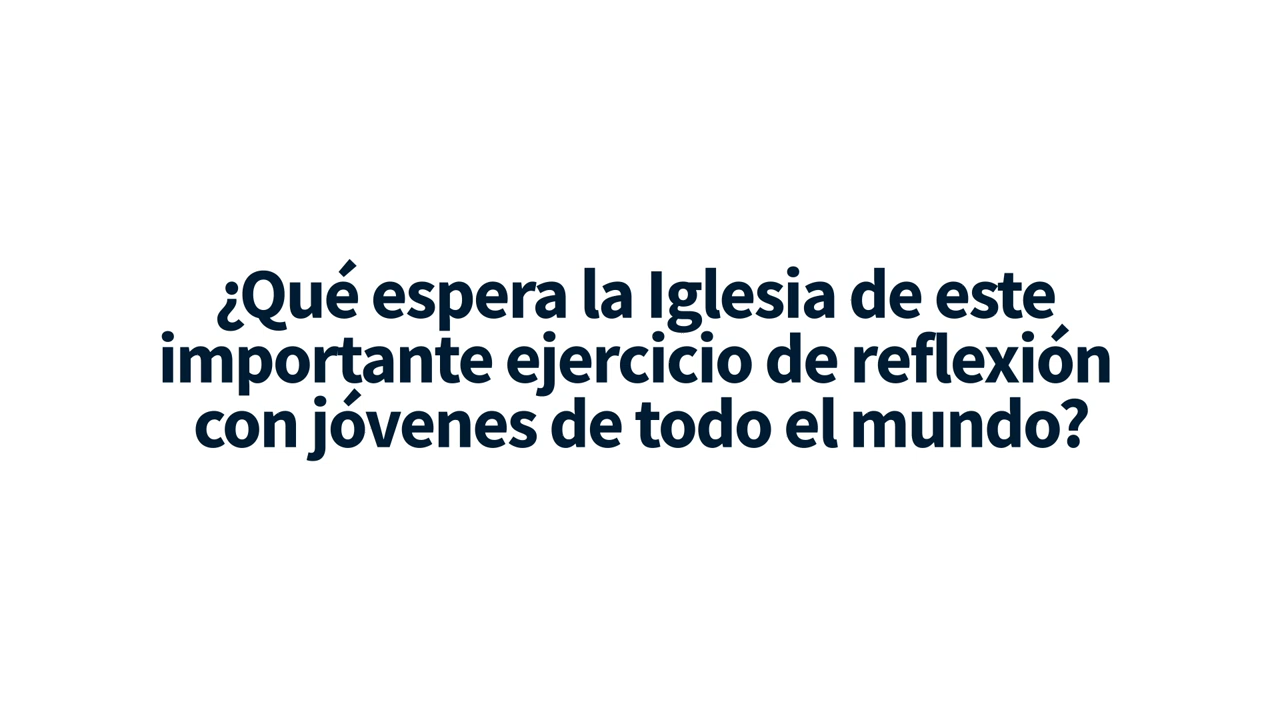 ¿Qué espera la Iglesia de este
importante ejercicio de reflexión
con jóvenes de todo el mundo?